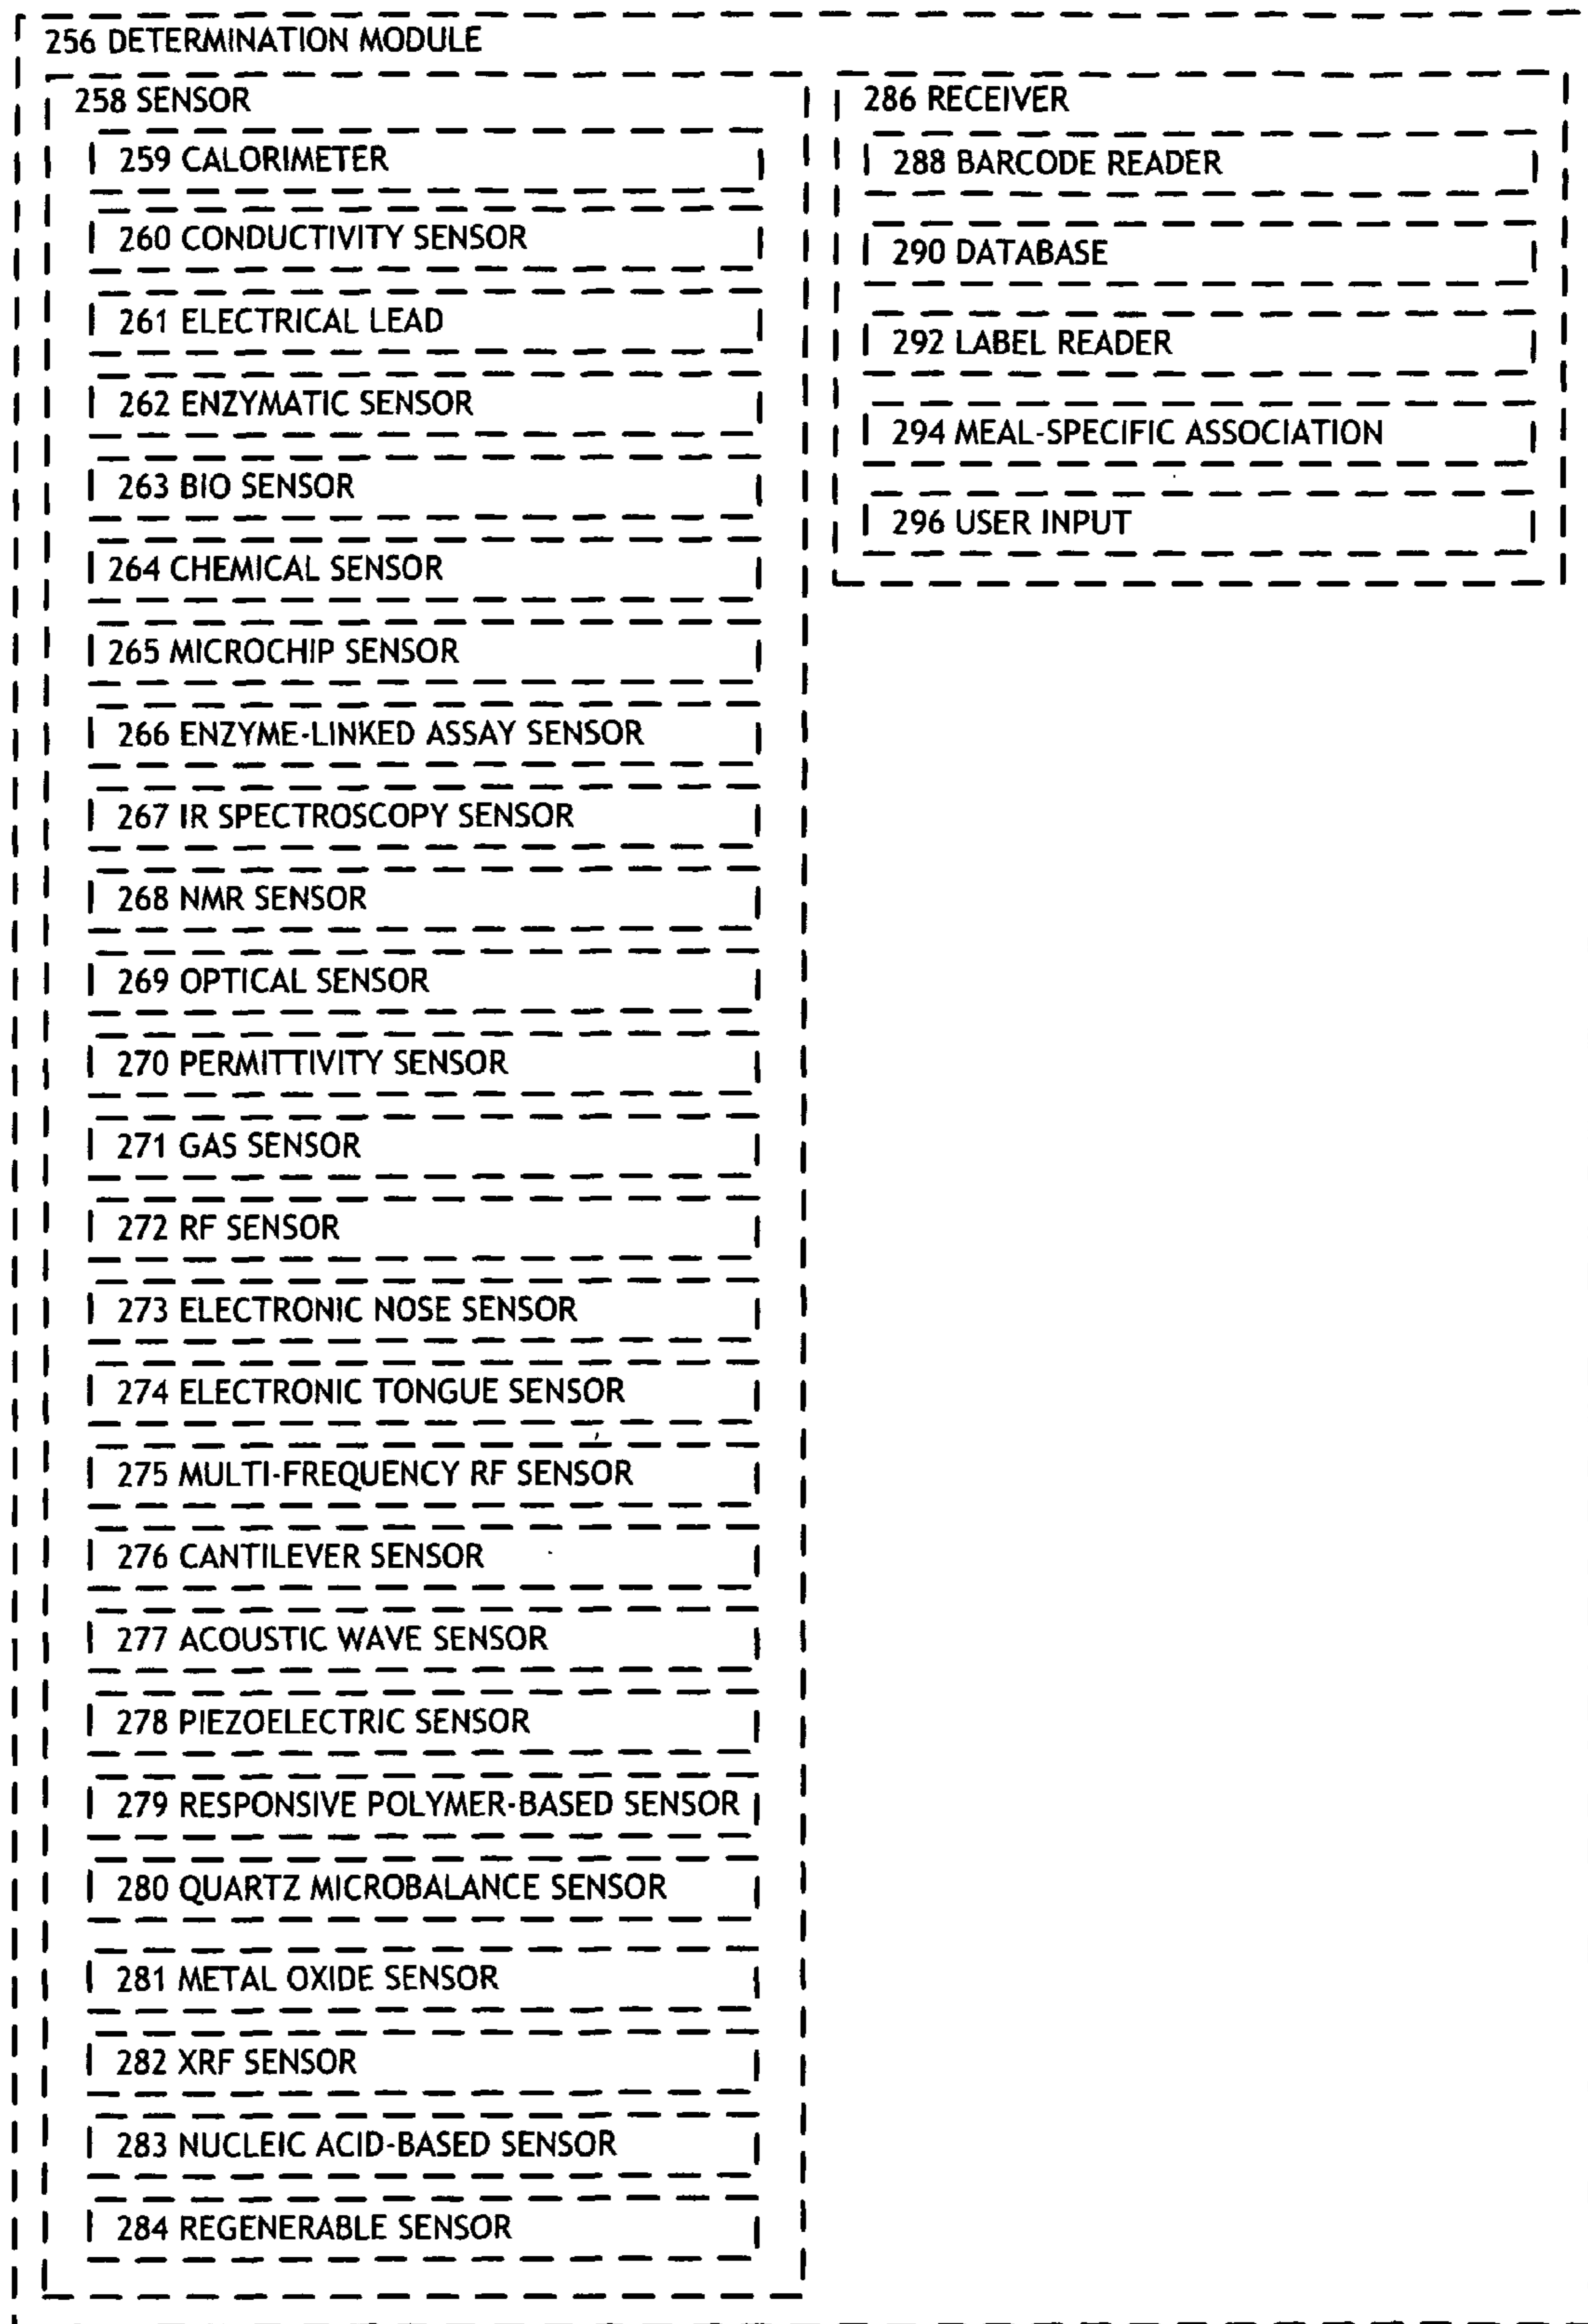 256 DETERMINATION MODULE
258 SENSOR
259 CALORIMETER
260 CONDUCTIVITY SENSOR
261 ELECTRICAL LEAD
262 ENZYMATIC SENSOR
263 BIO SENSOR
264 CHEMICAL SENSOR
265 MICROCHIP SENSOR
266 ENZYME-LINKED ASSAY SENSOR
267 IR SPECTROSCOPY SENSOR
268 NMR SENSOR
269 OPTICAL SENSOR
270 PERMITTIVITY SENSOR
271 GAS SENSOR
272 RF SENSOR
273 ELECTRONIC NOSE SENSOR
274 ELECTRONIC TONGUE SENSOR
275 MULTI-FREQUENCY RF SENSOR
276 CANTILEVER SENSOR
277 ACOUSTIC WAVE SENSOR
278 PIEZOELECTRIC SENSOR
279 RESPONSIVE POLYMER-BASED SENSOR
280 QUARTZ MICROBALANCE SENSOR
281 METAL OXIDE SENSOR
282 XRF SENSOR
283 NUCLEIC ACID-BASED SENSOR
284 REGENERABLE SENSOR
286 RECEIVER
288 BARCODE READER
290 DATABASE
292 LABEL READER
294 MEAL-SPECIFIC ASSOCIATION
296 USER INPUT